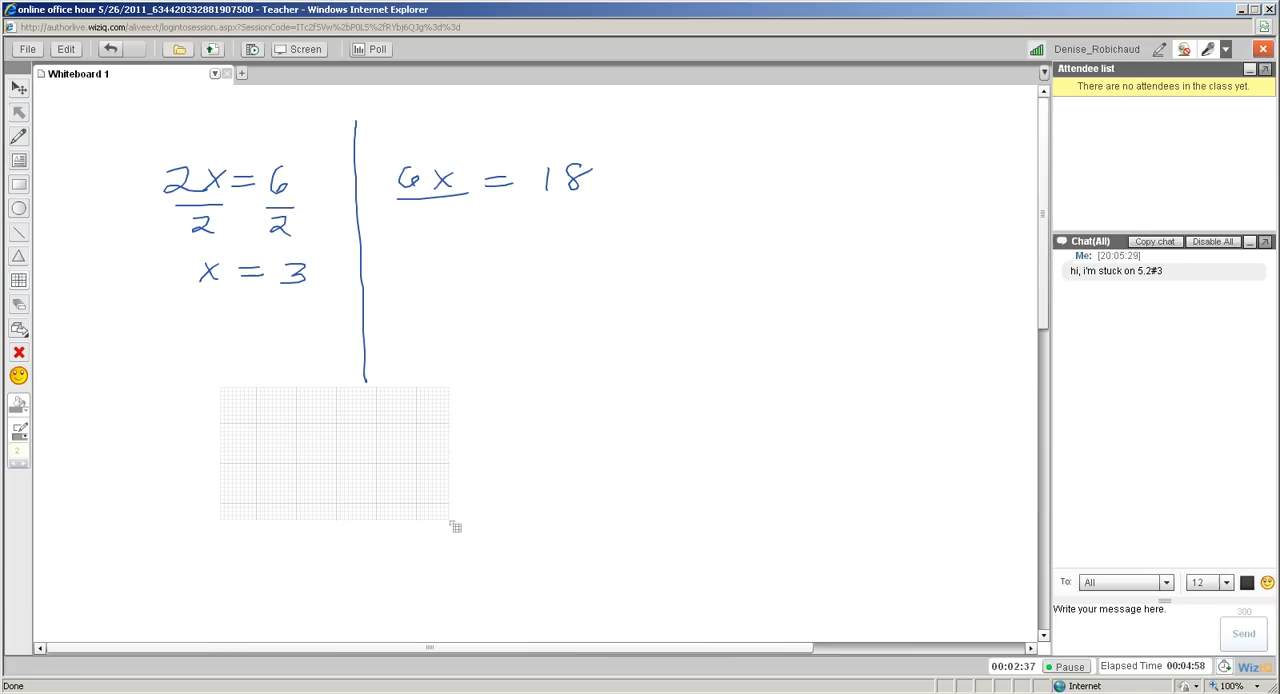 online office hour 5/26/2011_634420332881907500 - Teacher - Windows Internet Explorer
File Edit Screen Poll Denise_Robichaud
Whiteboard 1
Attendee list
There are no attendees in the class yet.
2x = 6
2 2
x = 3
6x = 18
Chat(All) Copy chat Disable All
Me: [20:05:29]
hi, i'm stuck on 5.2#3
To: All 12
Write your message here.
300
Send
2
00:02:37 Pause Elapsed Time 00:04:58 WiziQ
Done Internet 100%